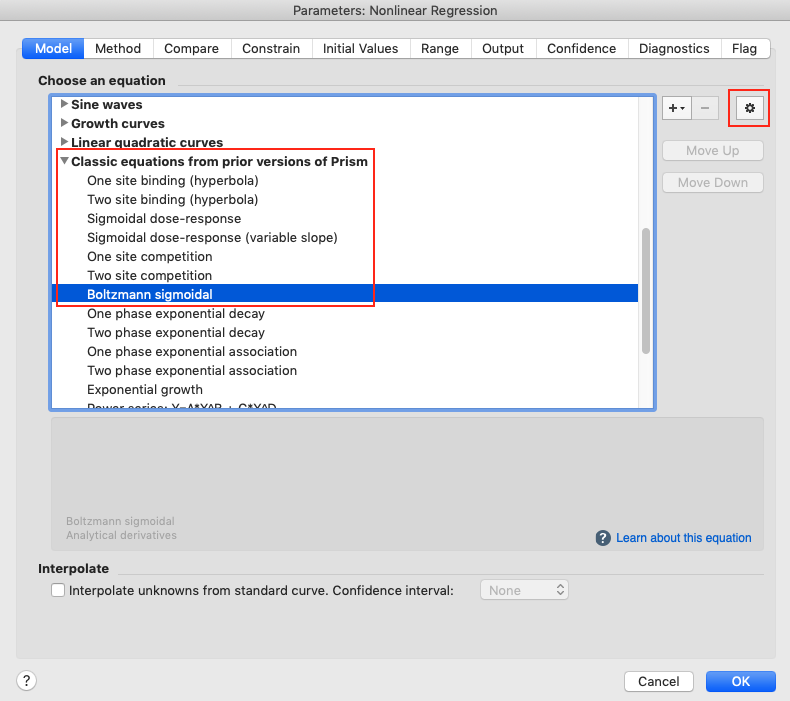 Parameters: Nonlinear Regression
Model Method Compare Constrain Initial Values Range Output Confidence Diagnostics Flag
Choose an equation
Sine waves
Growth curves
Linear quadratic curves
Classic equations from prior versions of Prism
One site binding (hyperbola)
Two site binding (hyperbola)
Sigmoidal dose-response
Sigmoidal dose-response (variable slope)
One site competition
Two site competition
Boltzmann sigmoidal
One phase exponential decay
Two phase exponential decay
One phase exponential association
Two phase exponential association
Exponential growth
Power series: Y=A*X^B + C*X^D
+ −
Move Up
Move Down
Boltzmann sigmoidal
Analytical derivatives
? Learn about this equation
Interpolate
Interpolate unknowns from standard curve. Confidence interval: None
? Cancel OK